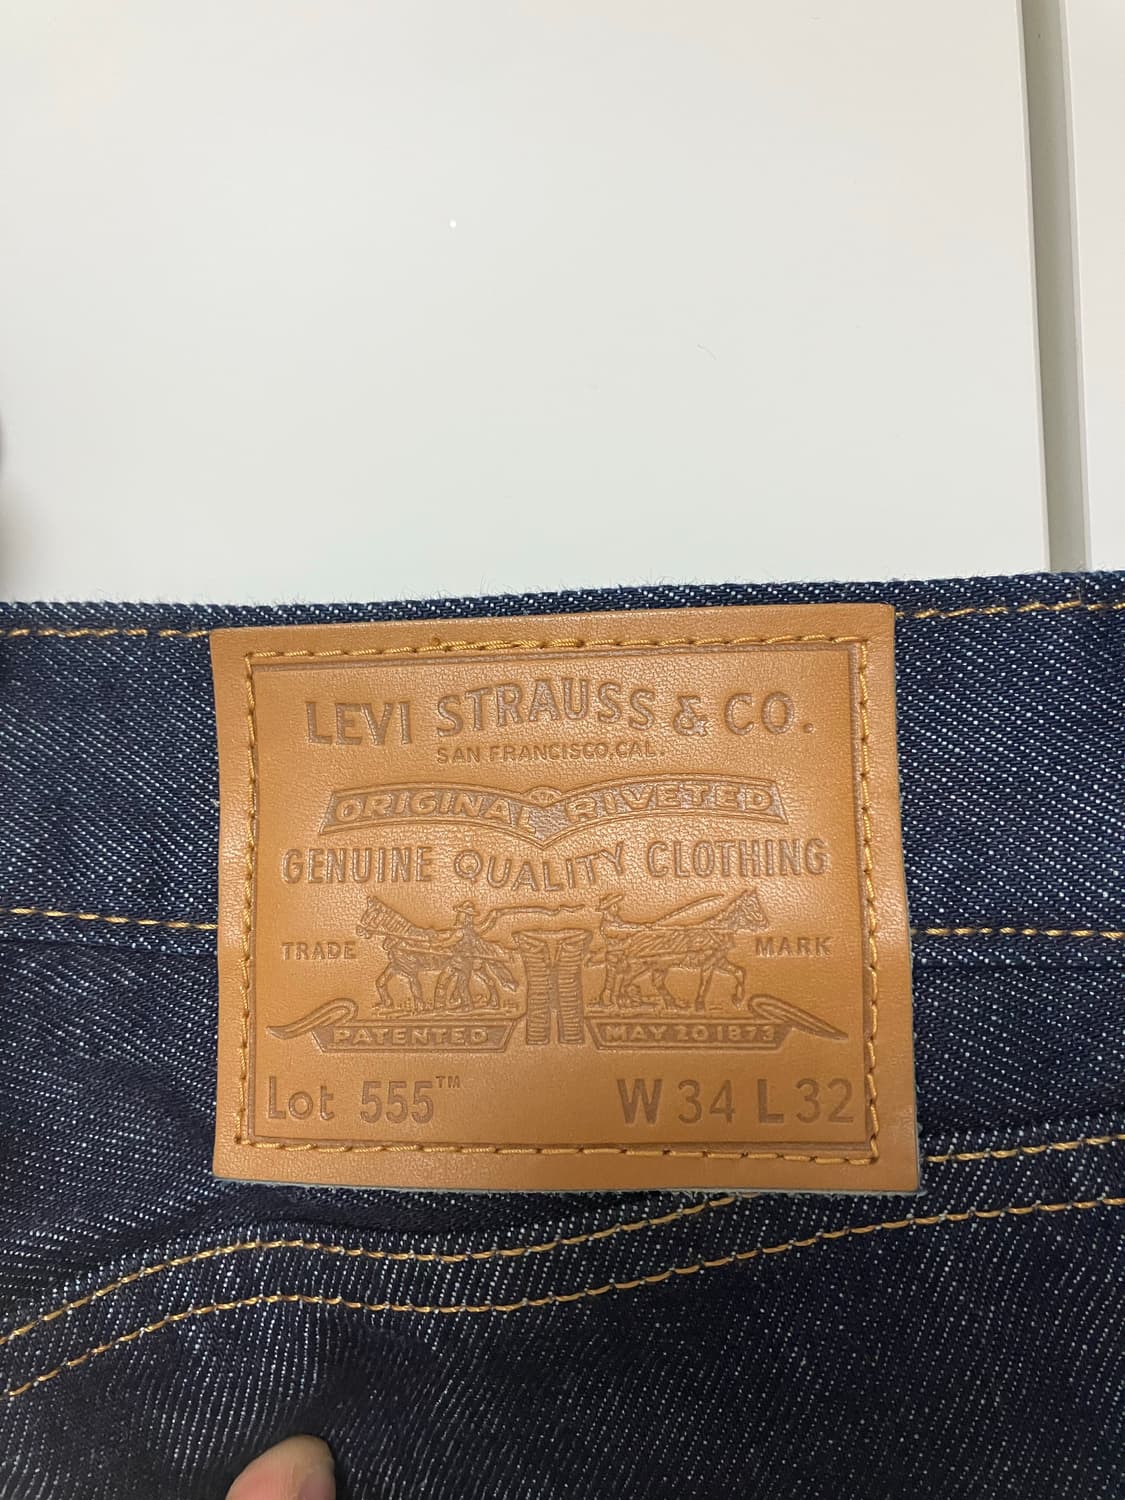 LEVI STRAUSS & CO.
SAN FRANCISCO, CAL.
ORIGINAL RIVETED
GENUINE QUALITY CLOTHING
TRADE MARK
PATENTED MAY 20 1873
Lot 555™ W 34 L 32